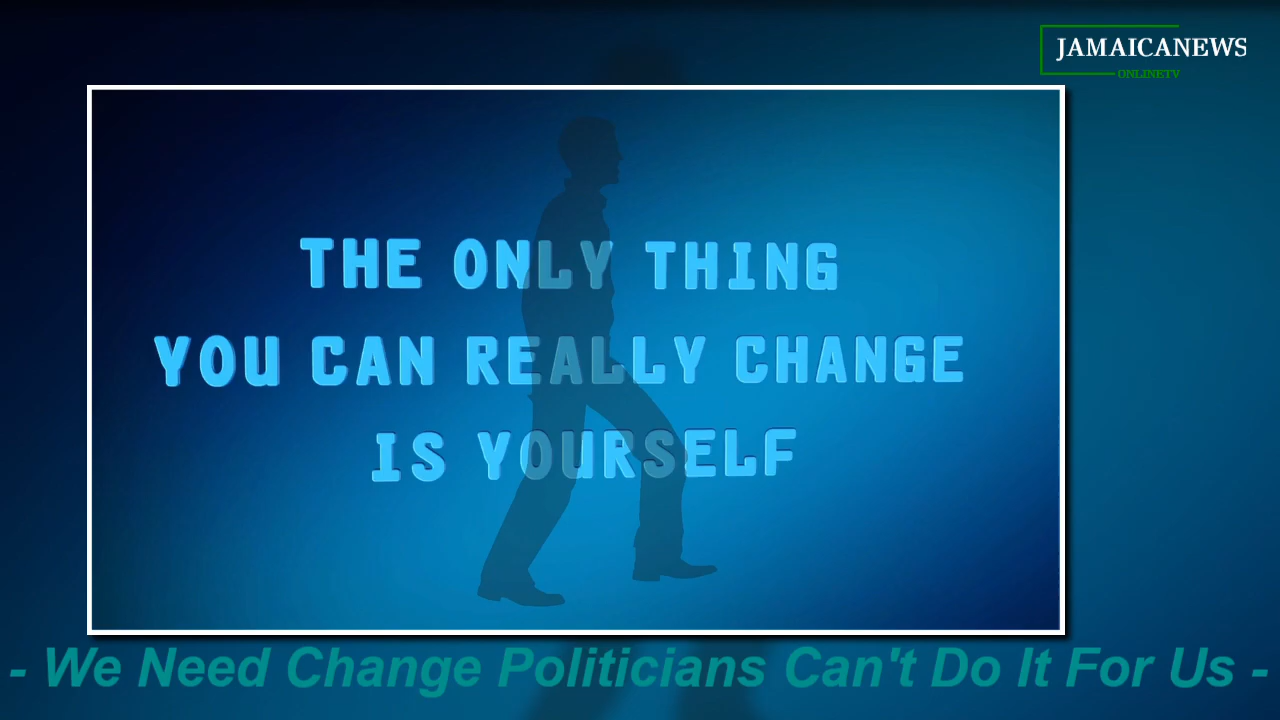 JAMAICANEWS
ONLINETV
THE ONLY THING
YOU CAN REALLY CHANGE
IS YOURSELF
- We Need Change Politicians Can't Do It For Us -